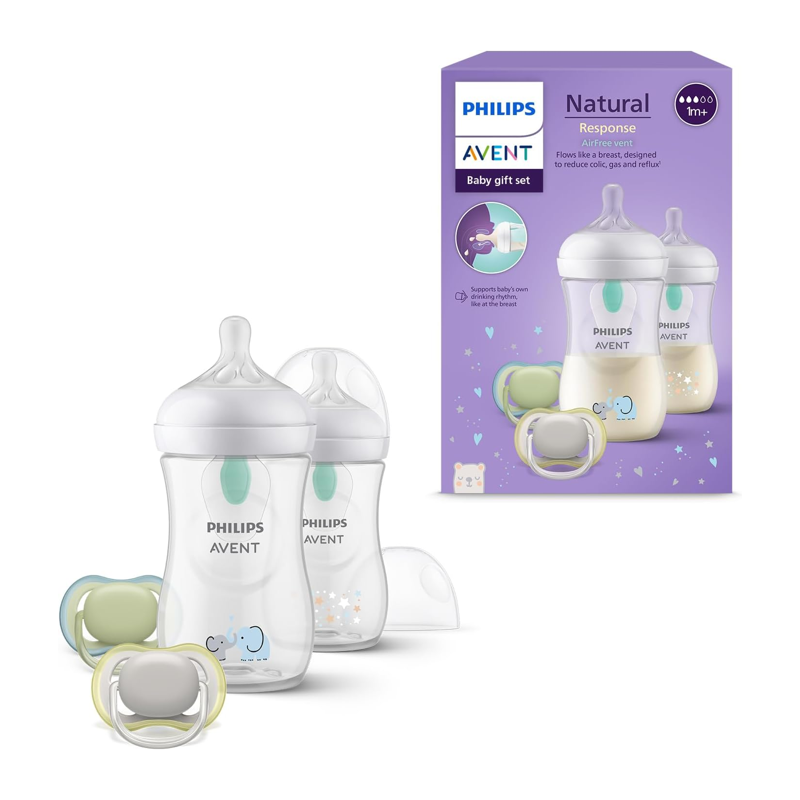 PHILIPS
AVENT
Baby gift set
Natural
Response
AirFree vent
Flows like a breast, designed
to reduce colic, gas and reflux¹
1m+
Supports baby's own
drinking rhythm,
like at the breast
PHILIPS
AVENT
PHILIPS
AVENT
PHILIPS
AVENT
PHILIPS
AVENT